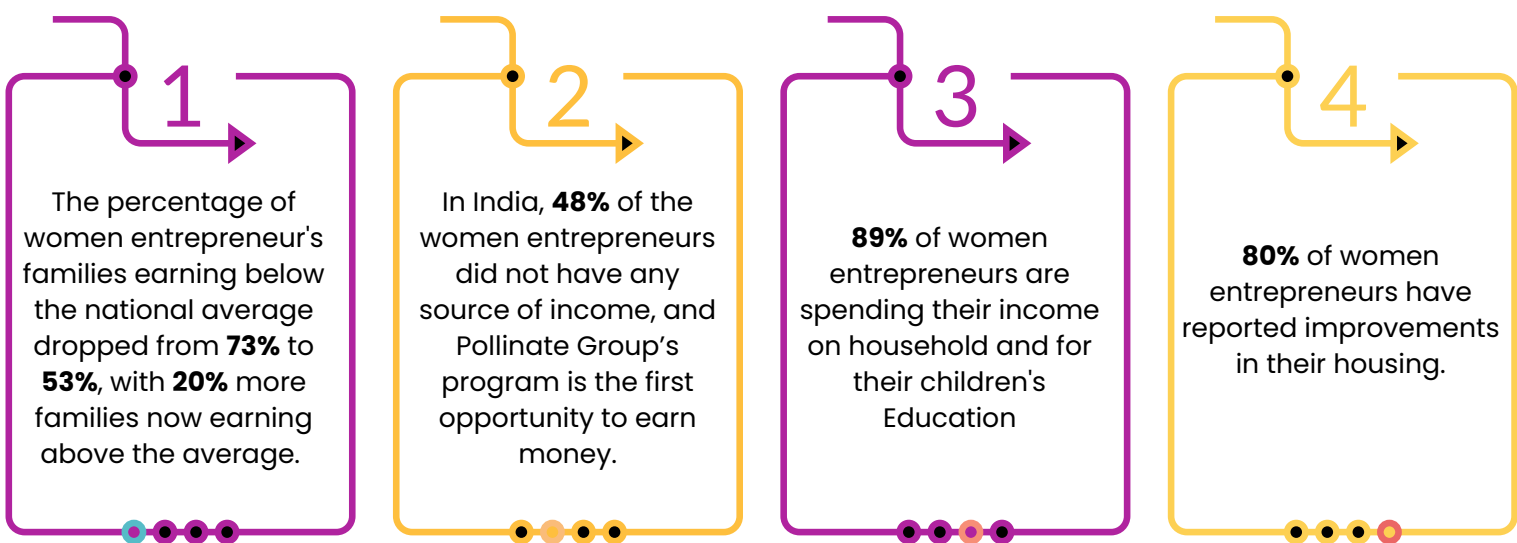 1
The percentage of
women entrepreneur's
families earning below
the national average
dropped from 73% to
53%, with 20% more
families now earning
above the average.
2
In India, 48% of the
women entrepreneurs
did not have any
source of income, and
Pollinate Group’s
program is the first
opportunity to earn
money.
3
89% of women
entrepreneurs are
spending their income
on household and for
their children's
Education
4
80% of women
entrepreneurs have
reported improvements
in their housing.